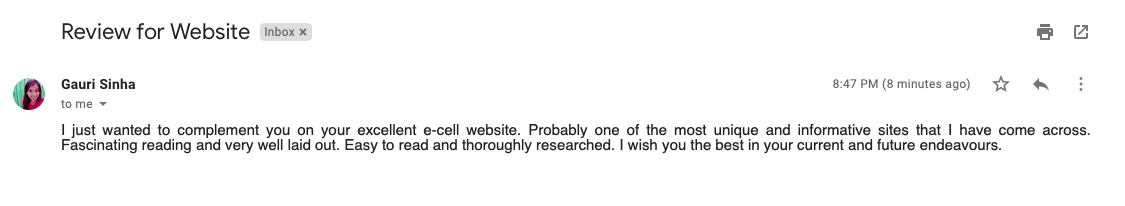 Review for Website Inbox ×
Gauri Sinha 8:47 PM (8 minutes ago)
to me
I just wanted to complement you on your excellent e-cell website. Probably one of the most unique and informative sites that I have come across.
Fascinating reading and very well laid out. Easy to read and thoroughly researched. I wish you the best in your current and future endeavours.